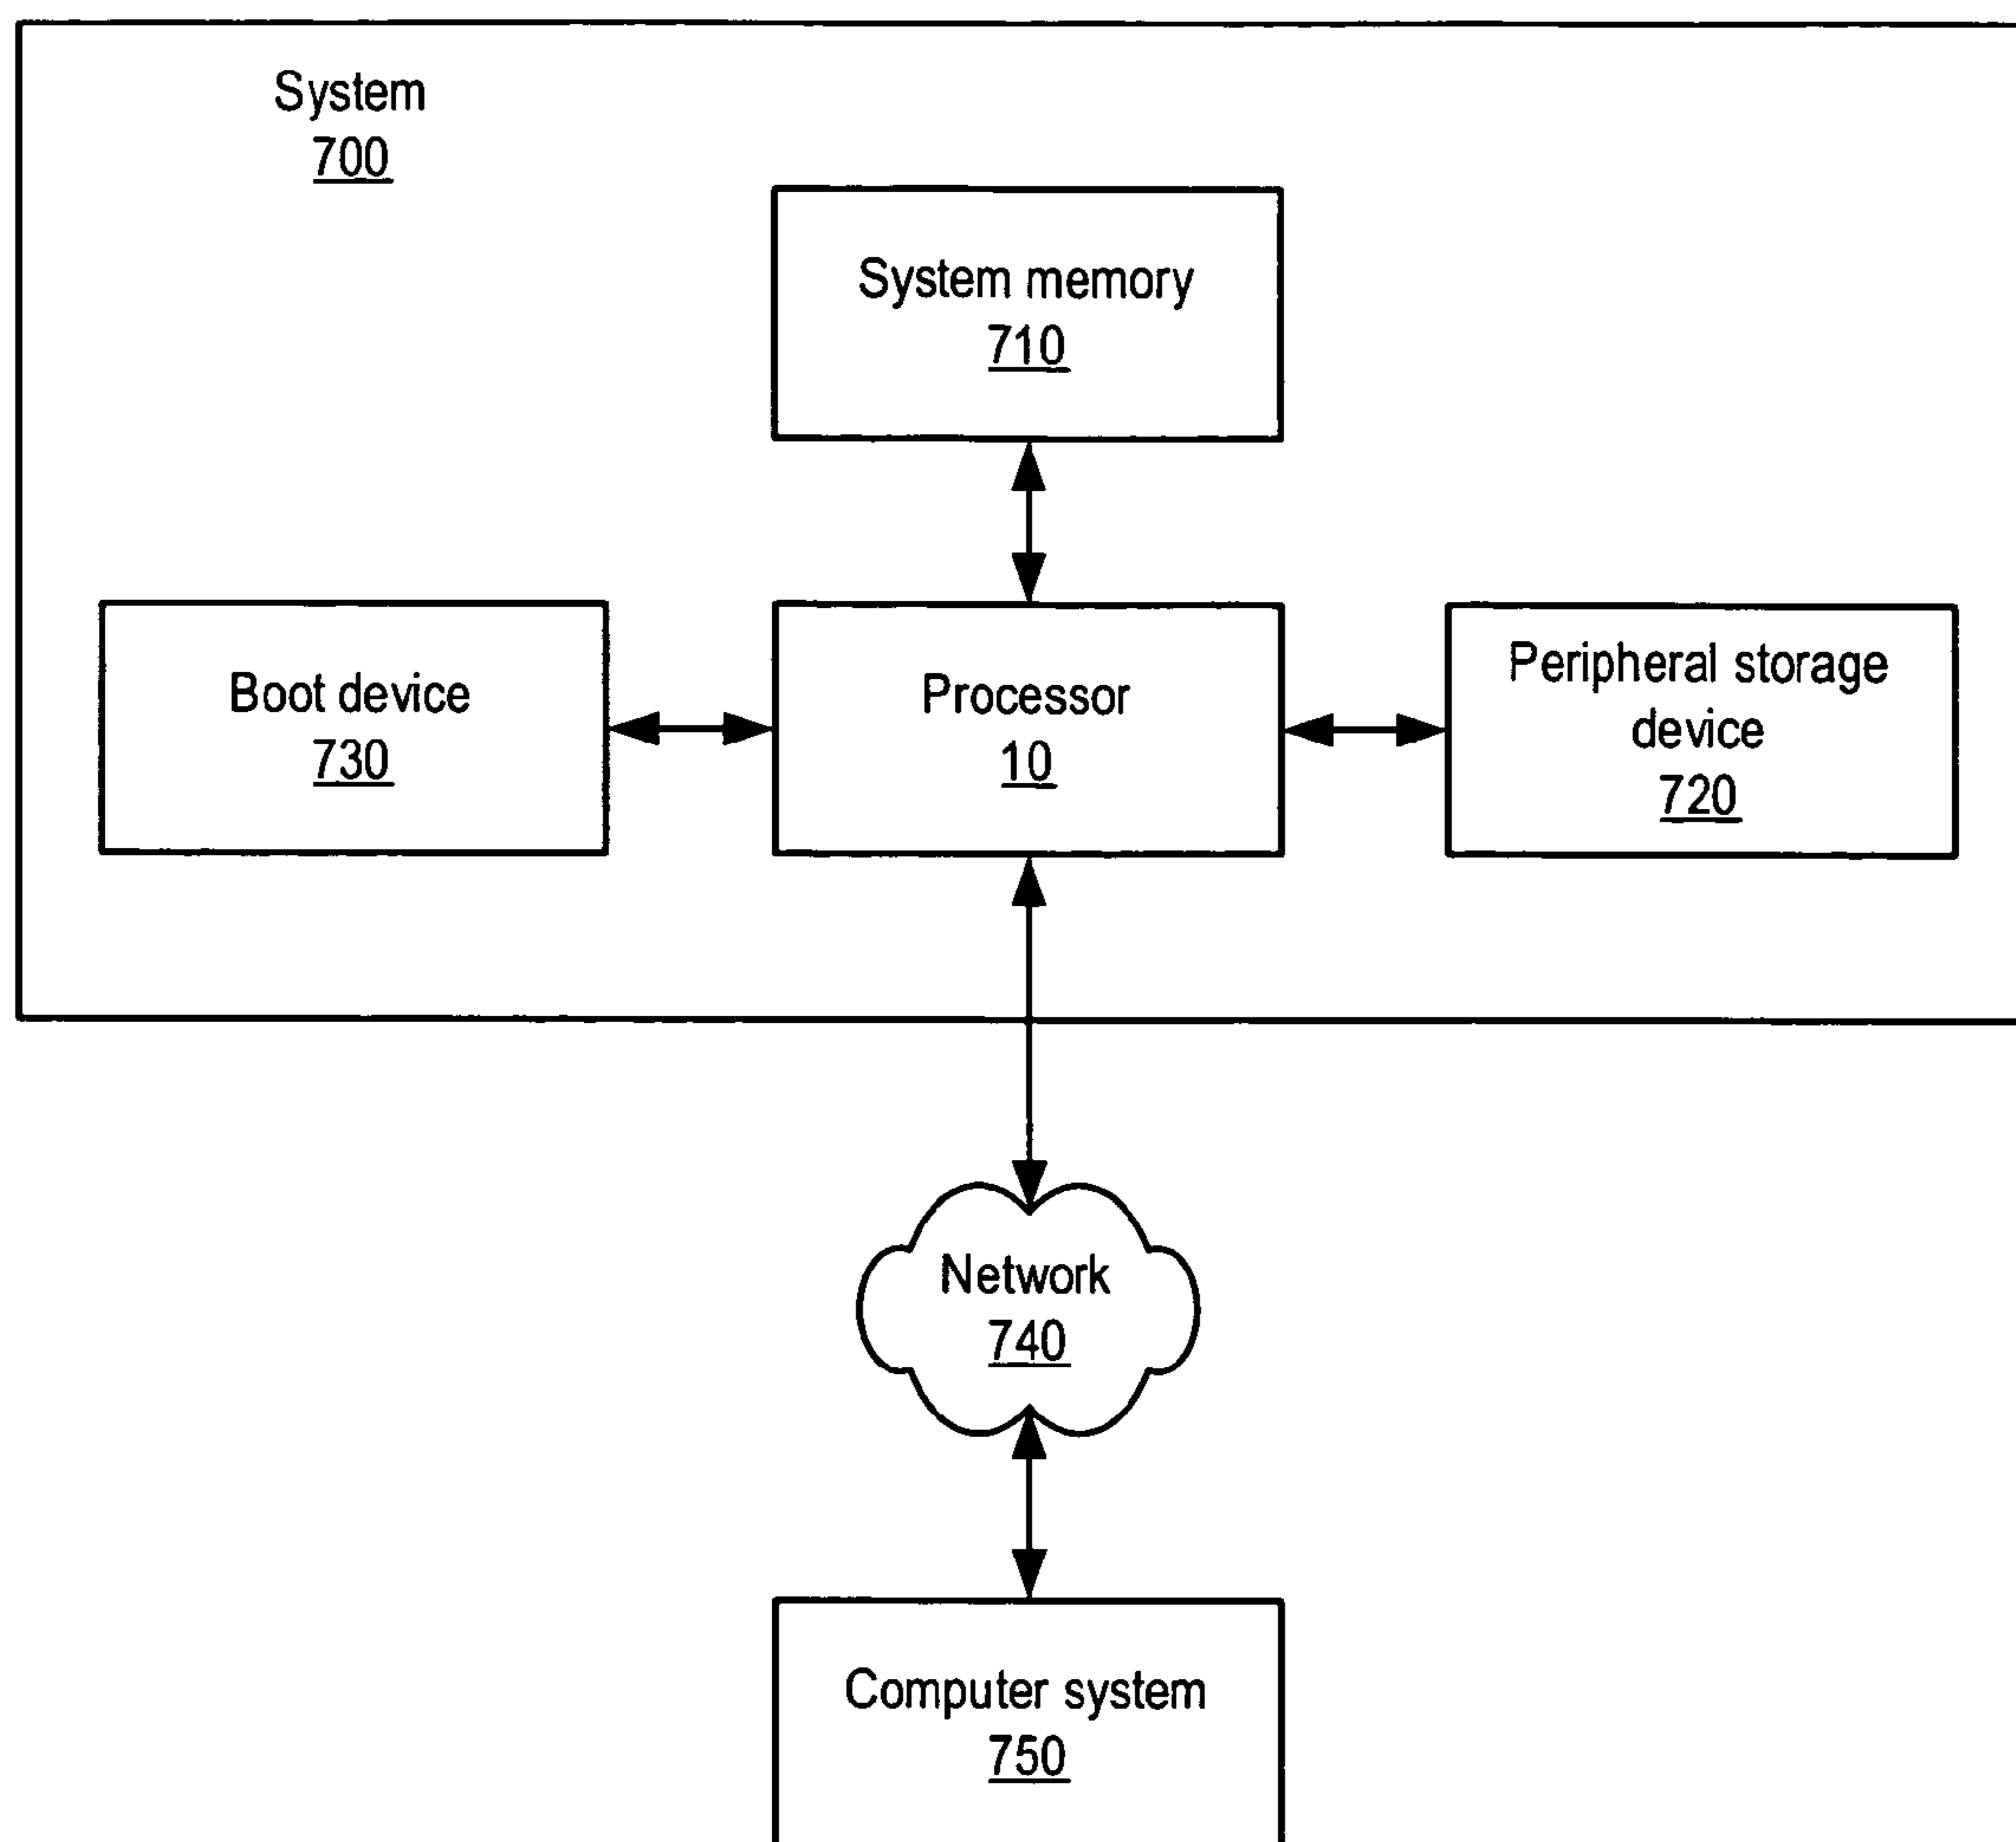 System
700
System memory
710
Boot device
730
Processor
10
Peripheral storage
device
720
Network
740
Computer system
750